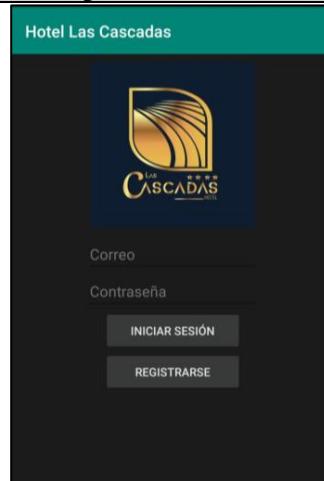 Hotel Las Cascadas
LAS
CASCADAS
HOTEL
Correo
Contraseña
INICIAR SESIÓN
REGISTRARSE